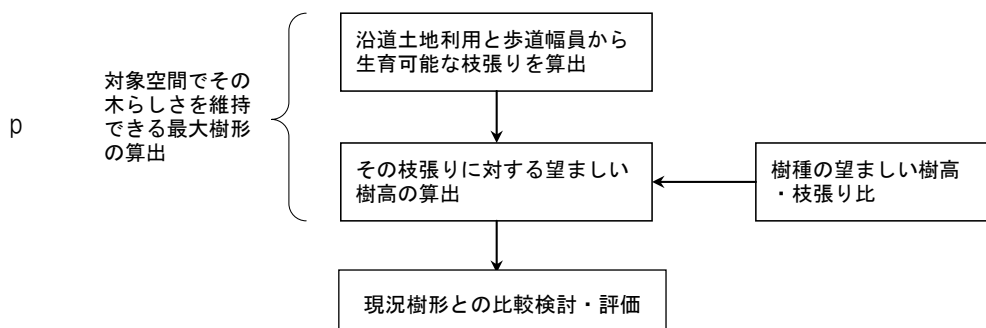 沿道土地利用と歩道幅員から
生育可能な枝張りを算出
対象空間でその
木らしさを維持
できる最大樹形
の算出
p
その枝張りに対する望ましい
樹高の算出
樹種の望ましい樹高
・枝張り比
現況樹形との比較検討・評価